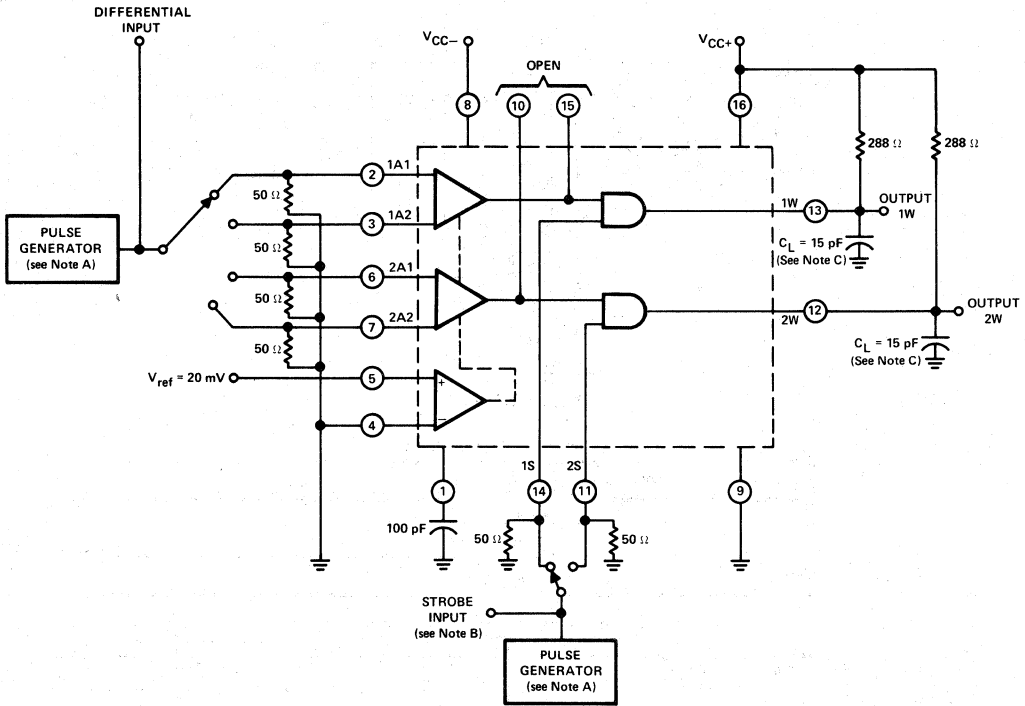 DIFFERENTIAL
INPUT
VCC−
VCC+
OPEN
8
10
15
16
288 Ω
288 Ω
2
1A1
50 Ω
3
1A2
50 Ω
PULSE
GENERATOR
(see Note A)
1W
13
OUTPUT
1W
CL = 15 pF
(See Note C)
6
2A1
50 Ω
7
2A2
50 Ω
2W
12
OUTPUT
2W
CL = 15 pF
(See Note C)
Vref = 20 mV
5
+
4
−
1S
2S
1
14
11
9
100 pF
50 Ω
50 Ω
STROBE
INPUT
(see Note B)
PULSE
GENERATOR
(see Note A)